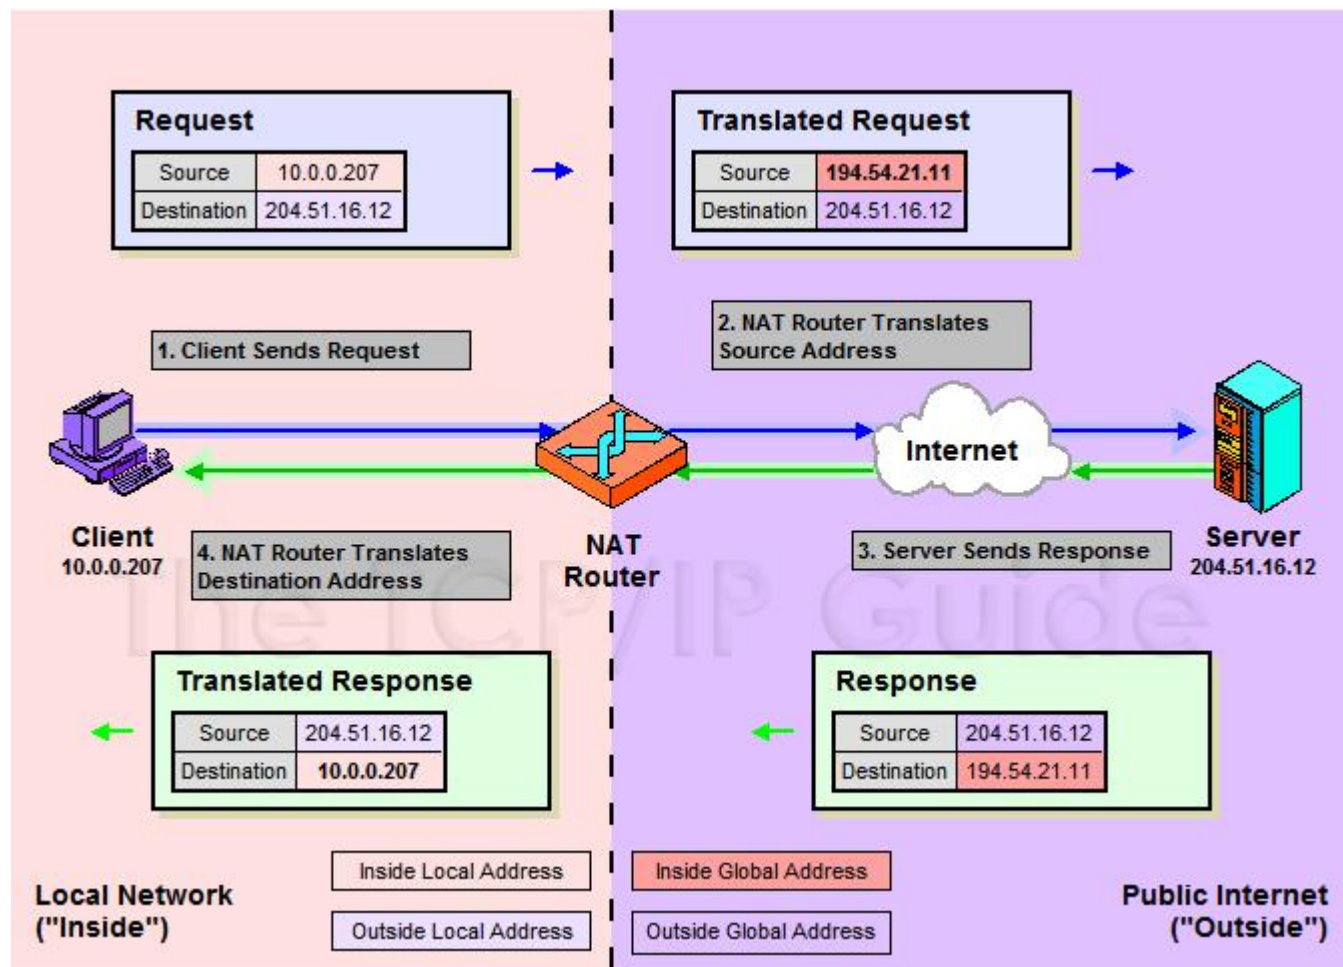 Request
Source 10.0.0.207
Destination 204.51.16.12
Translated Request
Source 194.54.21.11
Destination 204.51.16.12
1. Client Sends Request
2. NAT Router Translates
Source Address
Internet
Client
10.0.0.207
4. NAT Router Translates
Destination Address
NAT
Router
3. Server Sends Response
Server
204.51.16.12
The TCP/IP Guide
Translated Response
Source 204.51.16.12
Destination 10.0.0.207
Response
Source 204.51.16.12
Destination 194.54.21.11
Local Network
("Inside")
Inside Local Address
Outside Local Address
Inside Global Address
Outside Global Address
Public Internet
("Outside")